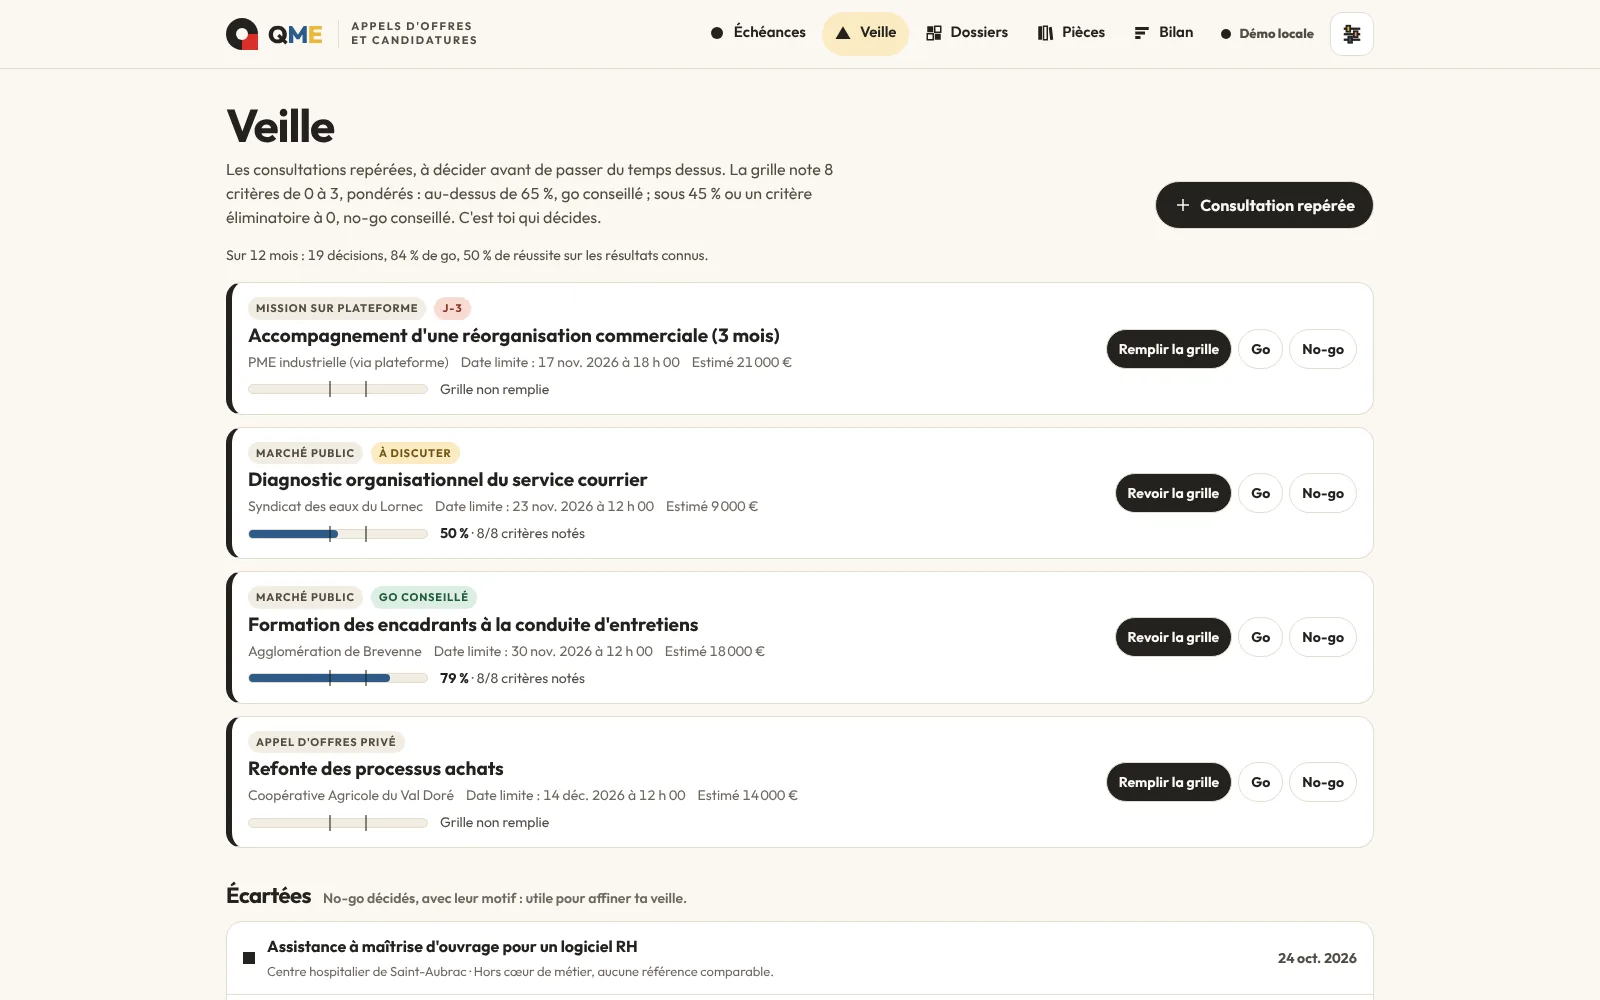 QME
APPELS D'OFFRES
ET CANDIDATURES
Échéances
Veille
Dossiers
Pièces
Bilan
Démo locale
Veille
Les consultations repérées, à décider avant de passer du temps dessus. La grille note 8
critères de 0 à 3, pondérés : au-dessus de 65 %, go conseillé ; sous 45 % ou un critère
éliminatoire à 0, no-go conseillé. C'est toi qui décides.
+ Consultation repérée
Sur 12 mois : 19 décisions, 84 % de go, 50 % de réussite sur les résultats connus.
MISSION SUR PLATEFORME J-3
Accompagnement d'une réorganisation commerciale (3 mois)
PME industrielle (via plateforme) Date limite : 17 nov. 2026 à 18 h 00 Estimé 21 000 €
Grille non remplie
Remplir la grille Go No-go
MARCHÉ PUBLIC À DISCUTER
Diagnostic organisationnel du service courrier
Syndicat des eaux du Lornec Date limite : 23 nov. 2026 à 12 h 00 Estimé 9 000 €
50 % · 8/8 critères notés
Revoir la grille Go No-go
MARCHÉ PUBLIC GO CONSEILLÉ
Formation des encadrants à la conduite d'entretiens
Agglomération de Brevenne Date limite : 30 nov. 2026 à 12 h 00 Estimé 18 000 €
79 % · 8/8 critères notés
Revoir la grille Go No-go
APPEL D'OFFRES PRIVÉ
Refonte des processus achats
Coopérative Agricole du Val Doré Date limite : 14 déc. 2026 à 12 h 00 Estimé 14 000 €
Grille non remplie
Remplir la grille Go No-go
Écartées No-go décidés, avec leur motif : utile pour affiner ta veille.
Assistance à maîtrise d'ouvrage pour un logiciel RH
Centre hospitalier de Saint-Aubrac · Hors cœur de métier, aucune référence comparable.
24 oct. 2026